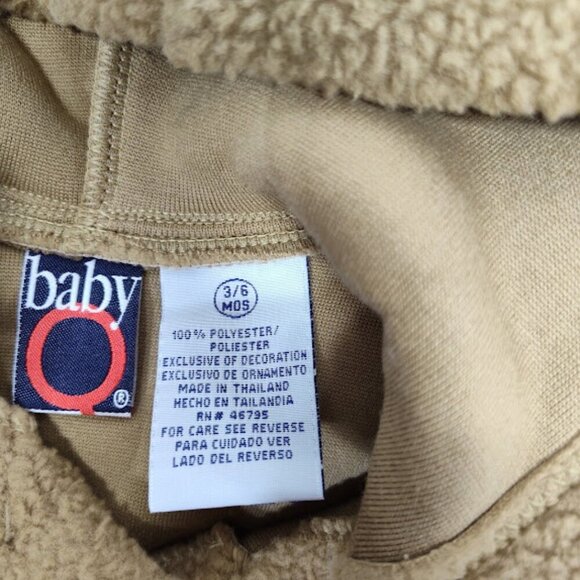 baby
Q
®
3/6
MOS
100% POLYESTER/
POLIESTER
EXCLUSIVE OF DECORATION
EXCLUSIVO DE ORNAMENTO
MADE IN THAILAND
HECHO EN TAILANDIA
RN# 46795
FOR CARE SEE REVERSE
PARA CUIDADO VER
LADO DEL REVERSO